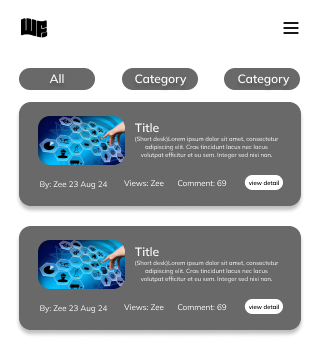 WE
All Category Category
Title
(Short desk)Lorem ipsum dolor sit amet, consectetur
adipiscing elit. Cras tincidunt lacus nec lacus
volutpat efficitur et eu sem. Integer sed nisi non.
By: Zee 23 Aug 24 Views: Zee Comment: 69 view detail
Title
(Short desk)Lorem ipsum dolor sit amet, consectetur
adipiscing elit. Cras tincidunt lacus nec lacus
volutpat efficitur et eu sem. Integer sed nisi non.
By: Zee 23 Aug 24 Views: Zee Comment: 69 view detail